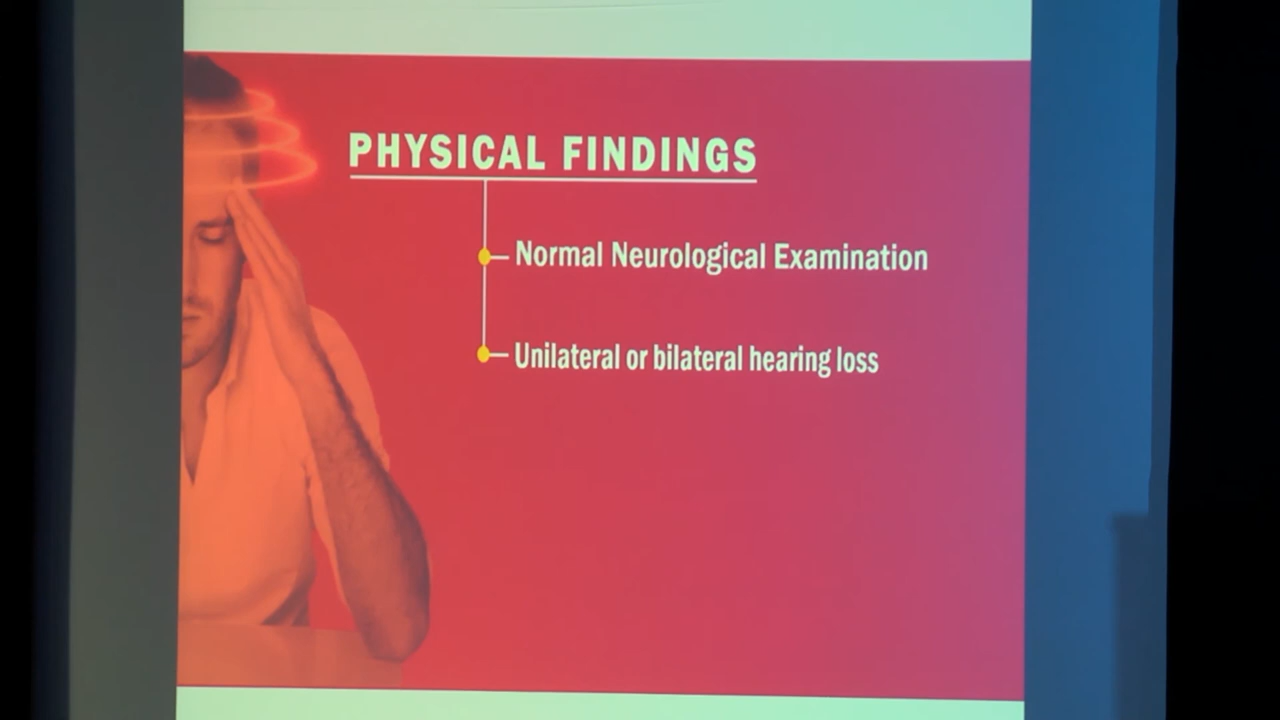 PHYSICAL FINDINGS
Normal Neurological Examination
Unilateral or bilateral hearing loss